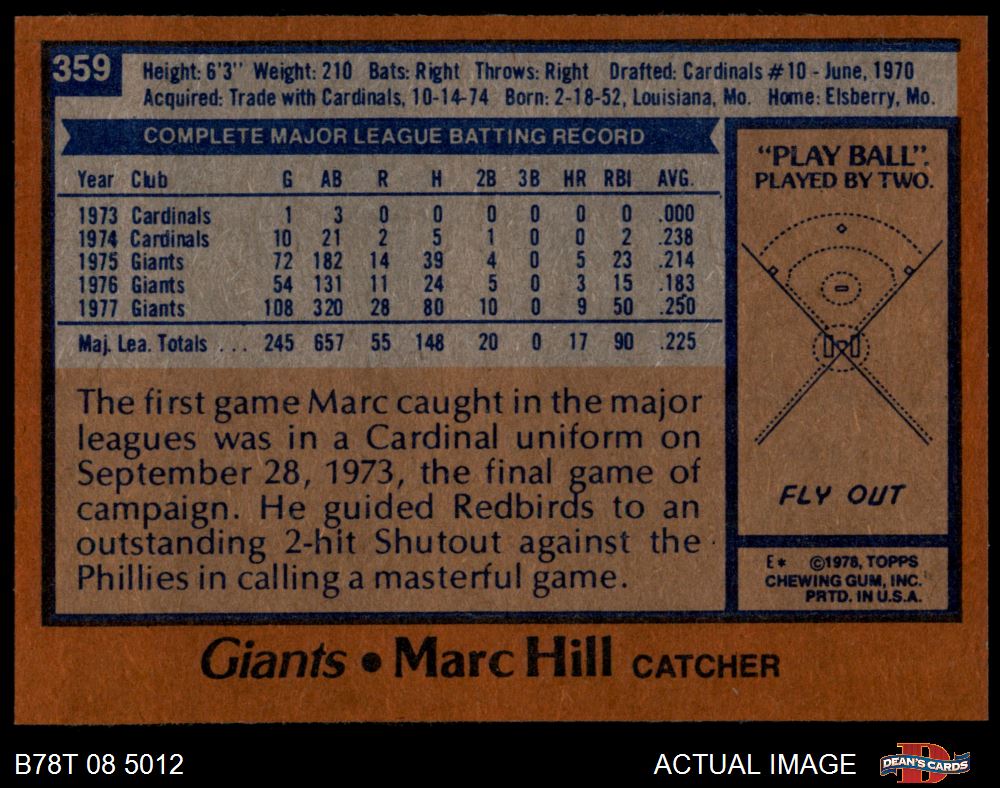 359
Height: 6'3" Weight: 210 Bats: Right Throws: Right Drafted: Cardinals #10 - June, 1970
Acquired: Trade with Cardinals, 10-14-74 Born: 2-18-52, Louisiana, Mo. Home: Elsberry, Mo.
COMPLETE MAJOR LEAGUE BATTING RECORD
Year Club G AB R H 2B 3B HR RBI AVG.
1973 Cardinals 1 3 0 0 0 0 0 0 .000
1974 Cardinals 10 21 2 5 1 0 0 2 .238
1975 Giants 72 182 14 39 4 0 5 23 .214
1976 Giants 54 131 11 24 5 0 3 15 .183
1977 Giants 108 320 28 80 10 0 9 50 .250
Maj. Lea. Totals ... 245 657 55 148 20 0 17 90 .225
The first game Marc caught in the major
leagues was in a Cardinal uniform on
September 28, 1973, the final game of
campaign. He guided Redbirds to an
outstanding 2-hit Shutout against the
Phillies in calling a masterful game.
"PLAY BALL".
PLAYED BY TWO.
FLY OUT
E* ©1978, TOPPS
CHEWING GUM, INC.
PRTD. IN U.S.A.
Giants • Marc Hill CATCHER
B78T 08 5012
ACTUAL IMAGE
DEAN'S CARDS